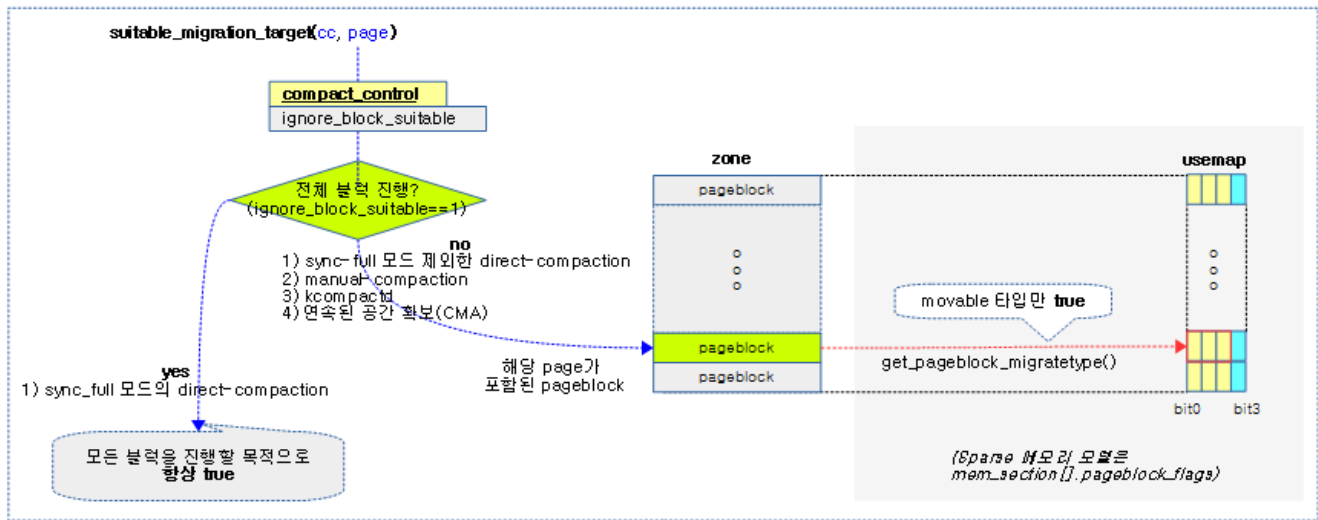 suitable_migration_target(cc, page)
compact_control
ignore_block_suitable
전체 블럭 진행?
(ignore_block_suitable==1)
no
1) sync-full 모드 제외한 direct-compaction
2) manual-compaction
3) kcompactd
4) 연속된 공간 확보(CMA)
yes
1) sync_full 모드의 direct-compaction
모든 블럭을 진행할 목적으로
항상 true
zone
pageblock
pageblock
pageblock
해당 page가
포함된 pageblock
movable 타입만 true
get_pageblock_migratetype()
usemap
bit0 bit3
(Sparse 메모리 모델은
mem_section[].pageblock_flags)